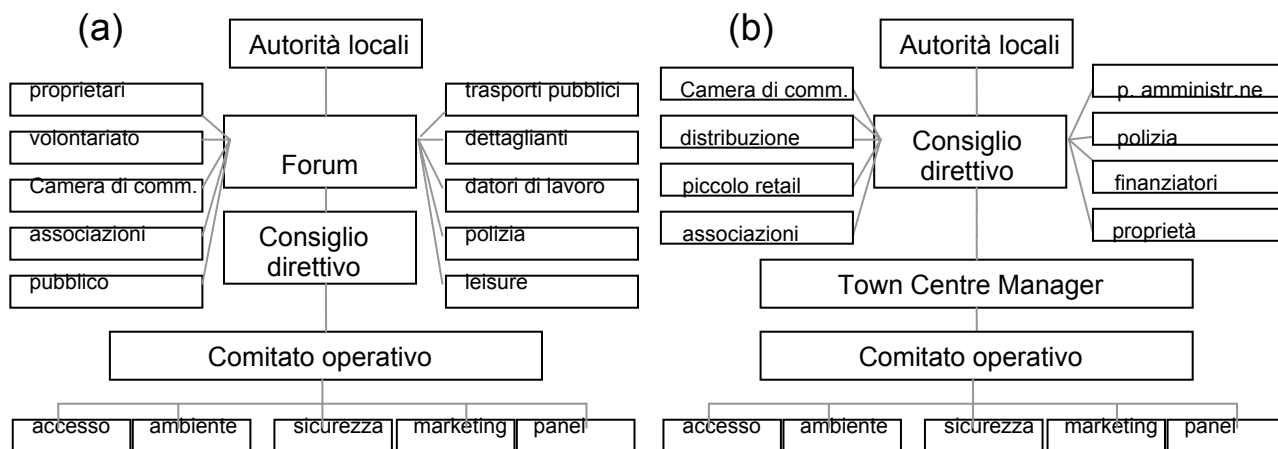 (a)
Autorità locali
proprietari
volontariato
Camera di comm.
associazioni
pubblico
Forum
trasporti pubblici
dettaglianti
datori di lavoro
polizia
leisure
Consiglio
direttivo
Comitato operativo
accesso
ambiente
sicurezza
marketing
panel
(b)
Autorità locali
Camera di comm.
distribuzione
piccolo retail
associazioni
Consiglio
direttivo
p. amministr.ne
polizia
finanziatori
proprietà
Town Centre Manager
Comitato operativo
accesso
ambiente
sicurezza
marketing
panel